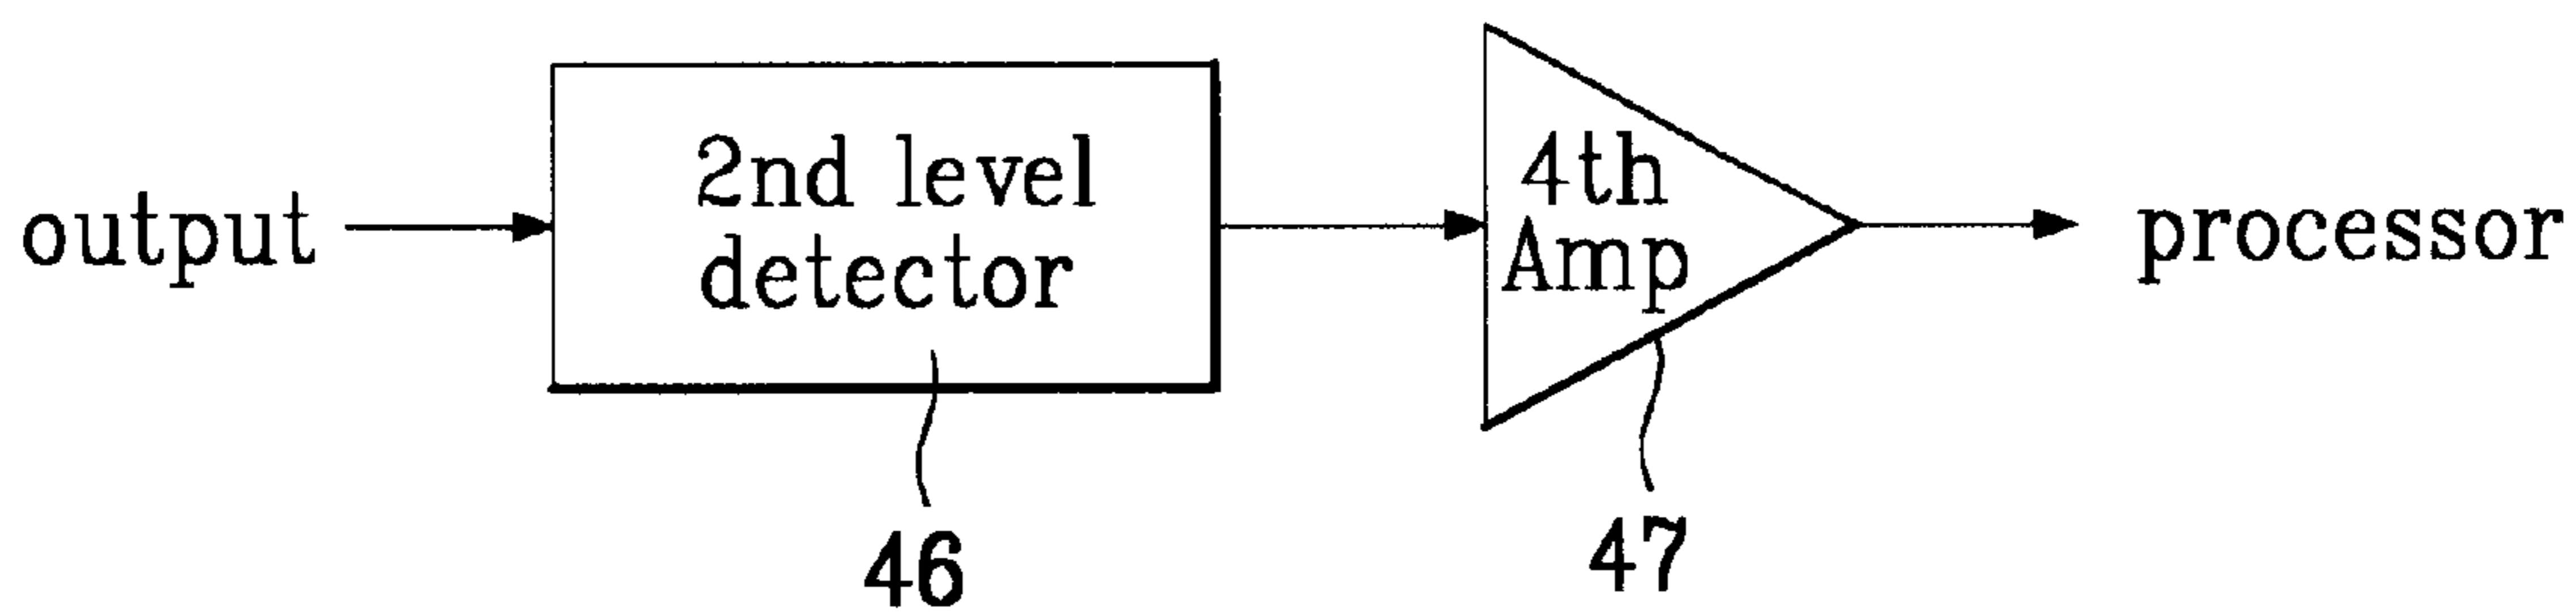 output
2nd level
detector
4th
Amp
processor
46
47